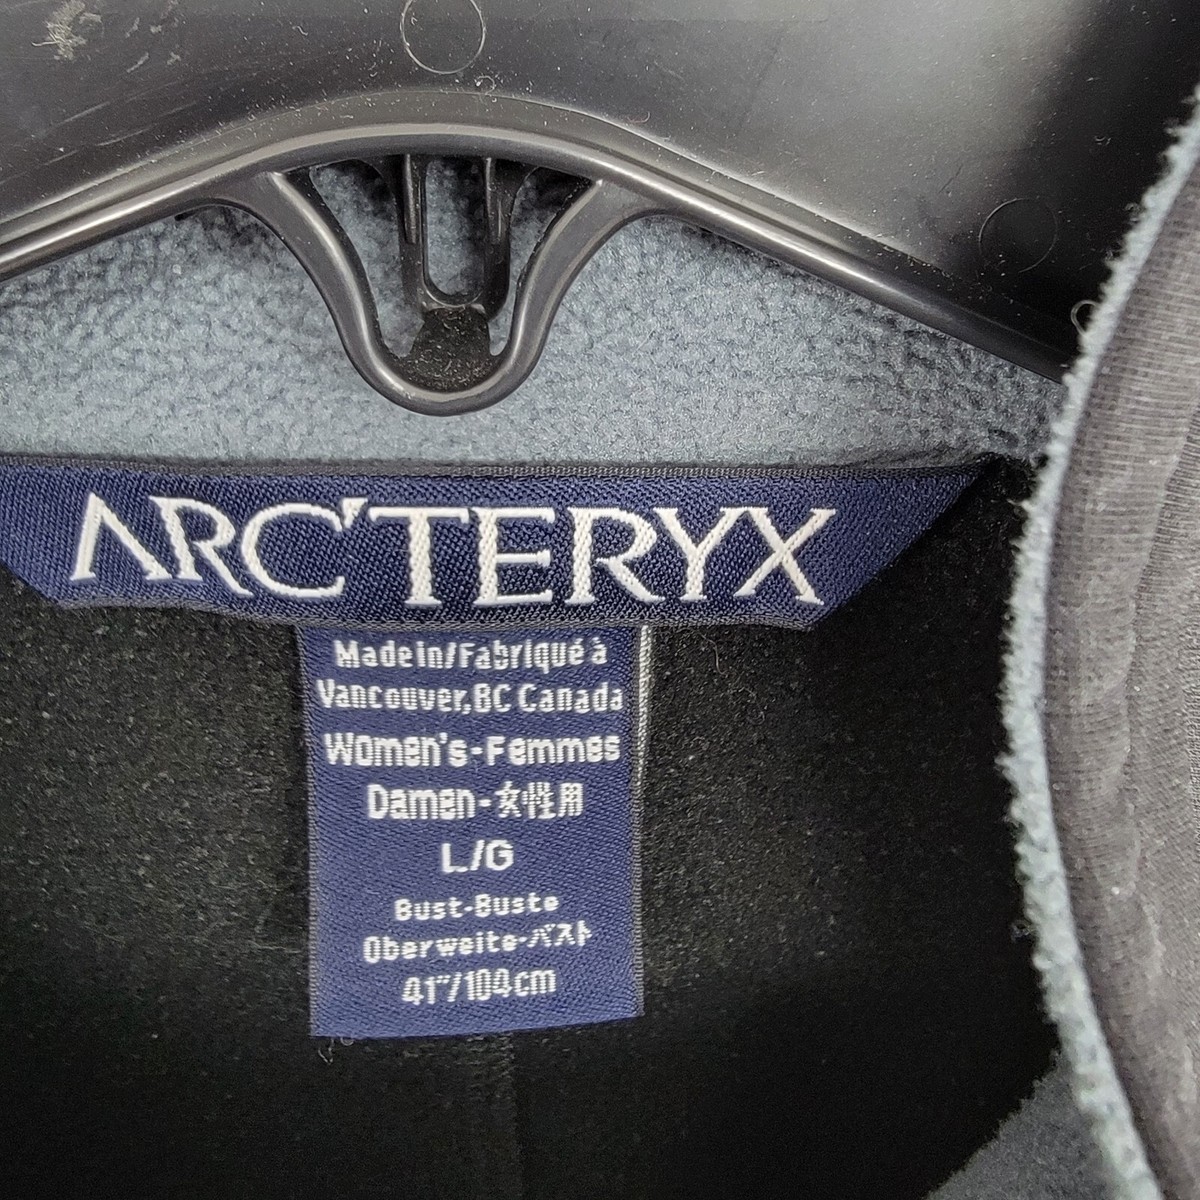 ARC'TERYX
Made in/Fabriqué à
Vancouver, BC Canada
Women's-Femmes
Damen-女性用
L/G
Bust-Buste
Oberweite-バスト
41"/104cm